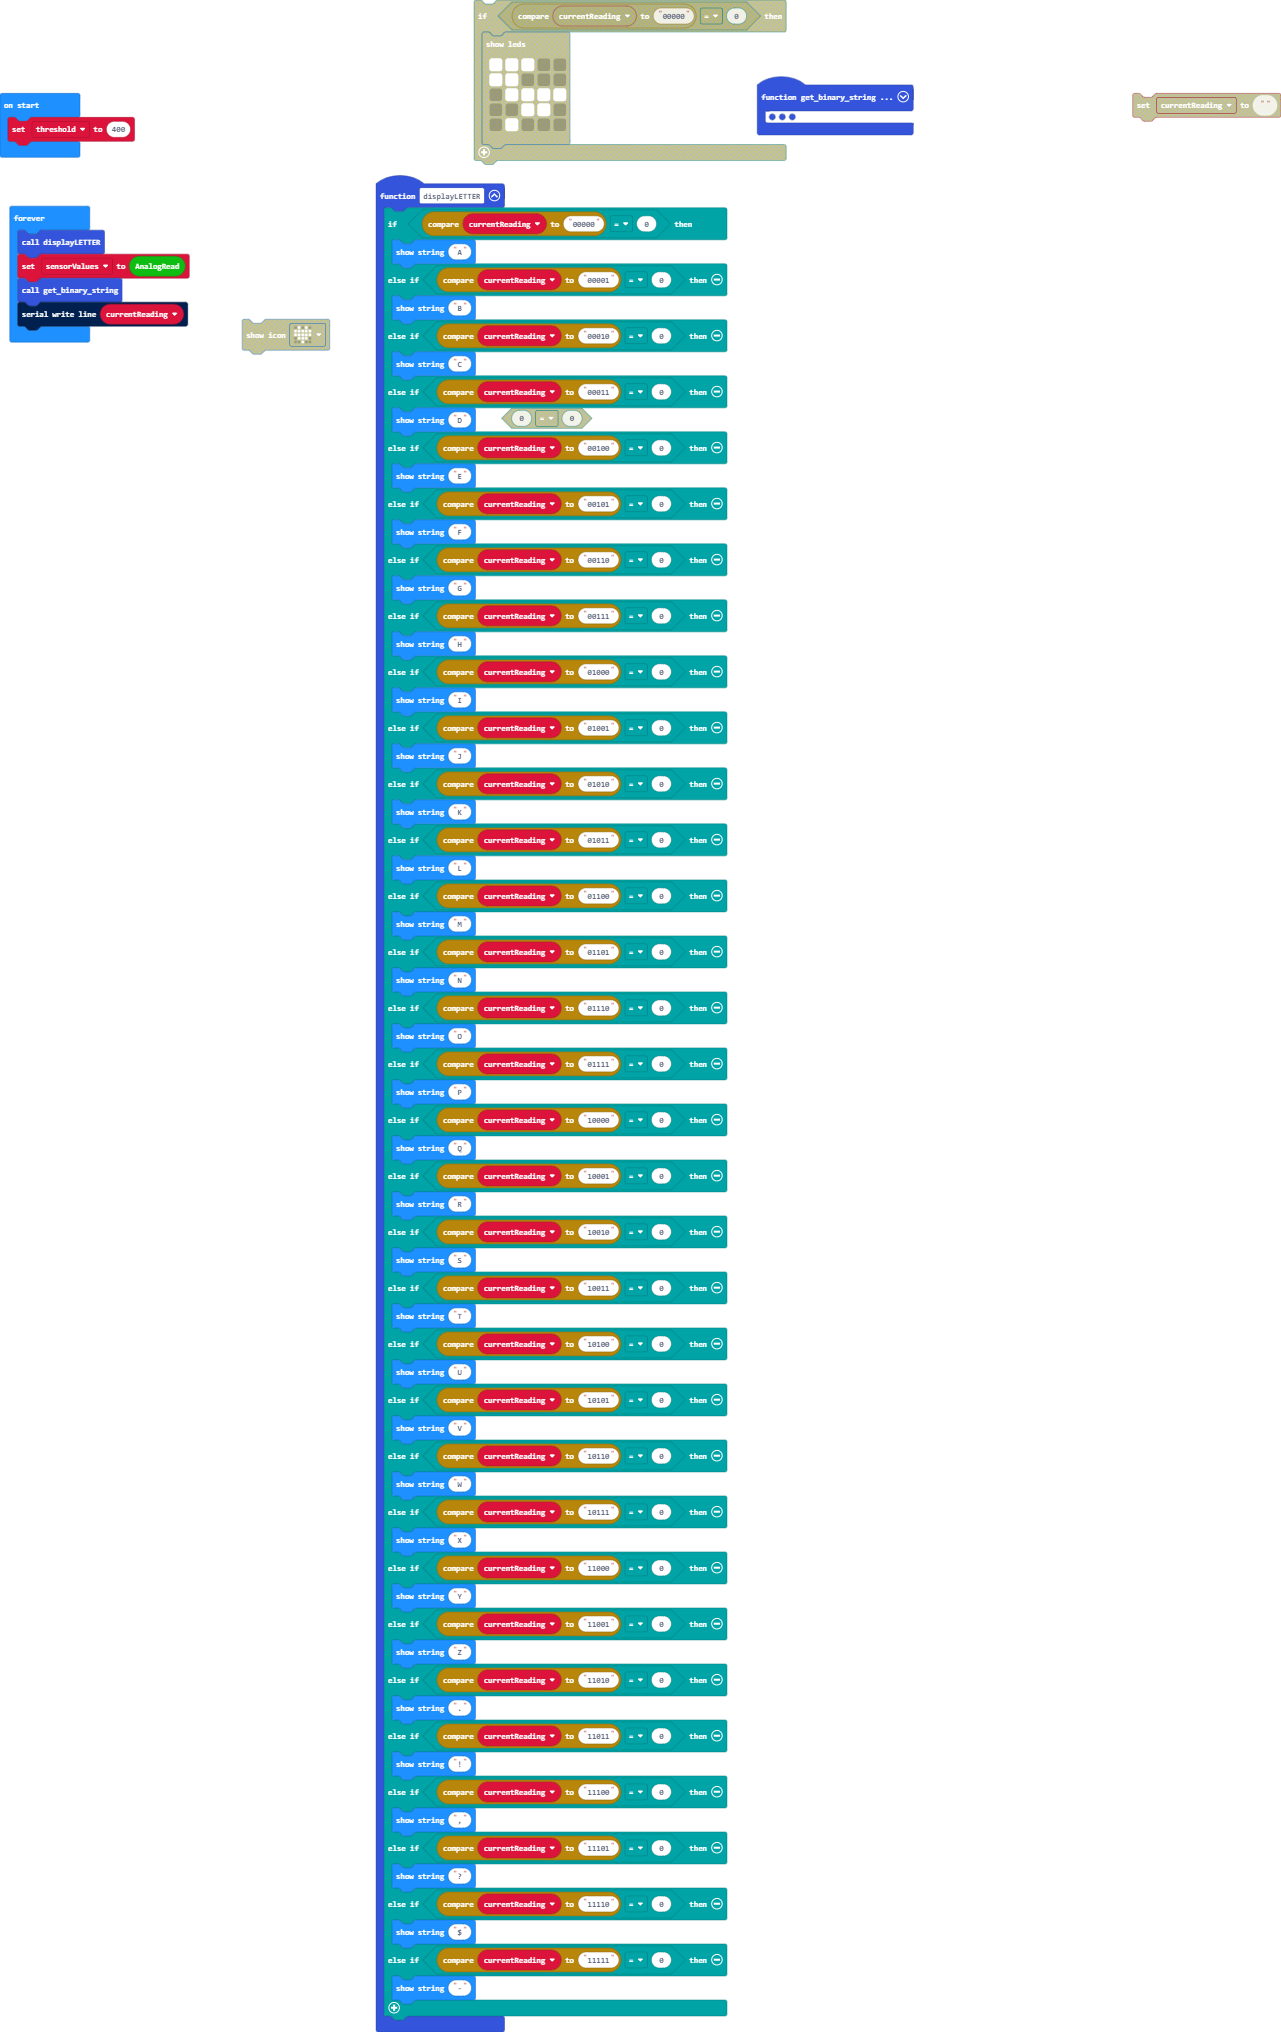 if compare currentReading to "00000" = 0 then
show leds
function get_binary_string ...
set currentReading to ""
on start
set threshold to 400
forever
call displayLETTER
set sensorValues to AnalogRead
call get_binary_string
serial write line currentReading
show icon
function displayLETTER
if compare currentReading to "00000" = 0 then
show string "A"
else if compare currentReading to "00001" = 0 then
show string "B"
else if compare currentReading to "00010" = 0 then
show string "C"
else if compare currentReading to "00011" = 0 then
show string "D"
0 = 0
else if compare currentReading to "00100" = 0 then
show string "E"
else if compare currentReading to "00101" = 0 then
show string "F"
else if compare currentReading to "00110" = 0 then
show string "G"
else if compare currentReading to "00111" = 0 then
show string "H"
else if compare currentReading to "01000" = 0 then
show string "I"
else if compare currentReading to "01001" = 0 then
show string "J"
else if compare currentReading to "01010" = 0 then
show string "K"
else if compare currentReading to "01011" = 0 then
show string "L"
else if compare currentReading to "01100" = 0 then
show string "M"
else if compare currentReading to "01101" = 0 then
show string "N"
else if compare currentReading to "01110" = 0 then
show string "O"
else if compare currentReading to "01111" = 0 then
show string "P"
else if compare currentReading to "10000" = 0 then
show string "Q"
else if compare currentReading to "10001" = 0 then
show string "R"
else if compare currentReading to "10010" = 0 then
show string "S"
else if compare currentReading to "10011" = 0 then
show string "T"
else if compare currentReading to "10100" = 0 then
show string "U"
else if compare currentReading to "10101" = 0 then
show string "V"
else if compare currentReading to "10110" = 0 then
show string "W"
else if compare currentReading to "10111" = 0 then
show string "X"
else if compare currentReading to "11000" = 0 then
show string "Y"
else if compare currentReading to "11001" = 0 then
show string "Z"
else if compare currentReading to "11010" = 0 then
show string "."
else if compare currentReading to "11011" = 0 then
show string "!"
else if compare currentReading to "11100" = 0 then
show string ","
else if compare currentReading to "11101" = 0 then
show string "?"
else if compare currentReading to "11110" = 0 then
show string "$"
else if compare currentReading to "11111" = 0 then
show string "-"